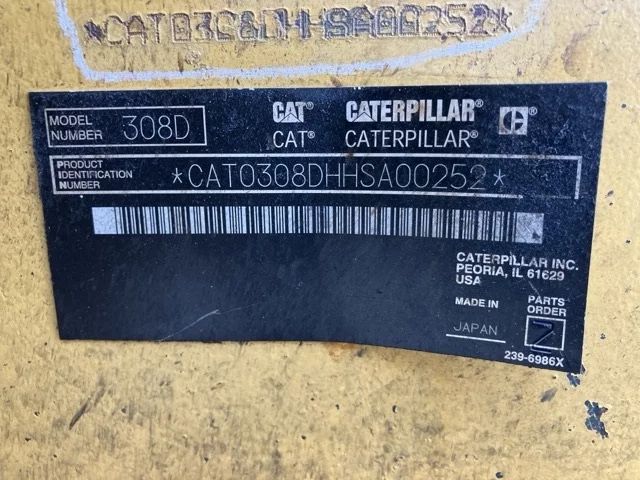 *CAT0308DHHSA00252*
MODEL NUMBER 308D
CAT® CATERPILLAR®
CAT® CATERPILLAR®
PRODUCT IDENTIFICATION NUMBER *CAT0308DHHSA00252*
CATERPILLAR INC.
PEORIA, IL 61629
USA
MADE IN JAPAN
PARTS ORDER Z
239-6986X